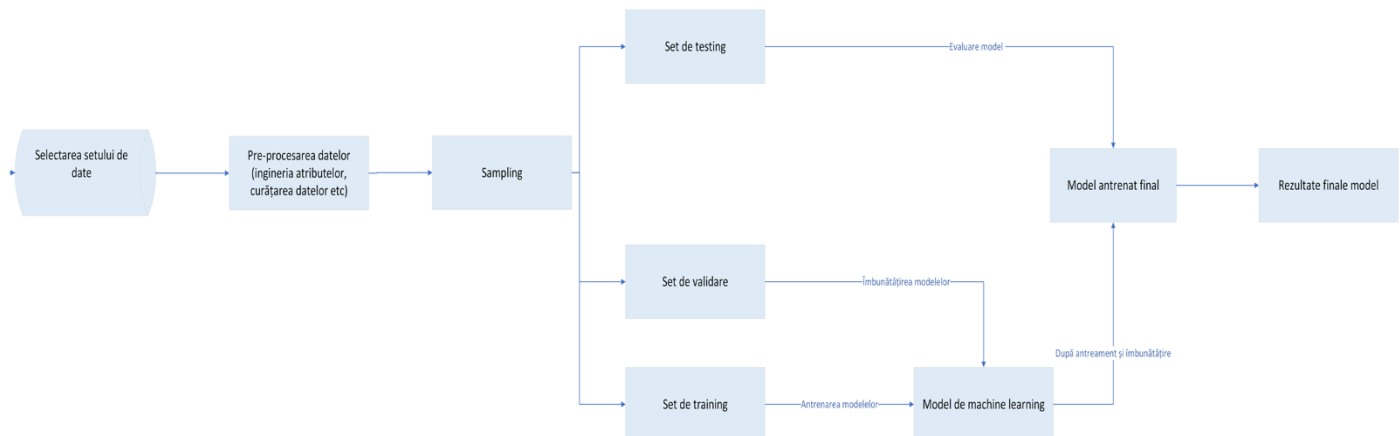 Set de testing
Evaluare model
Selectarea setului de
date
Pre-procesarea datelor
(ingineria atributelor,
curățarea datelor etc)
Sampling
Model antrenat final
Rezultate finale model
Set de validare
Îmbunătățirea modelelor
După antreament și îmbunătățire
Set de training
Antrenarea modelelor
Model de machine learning